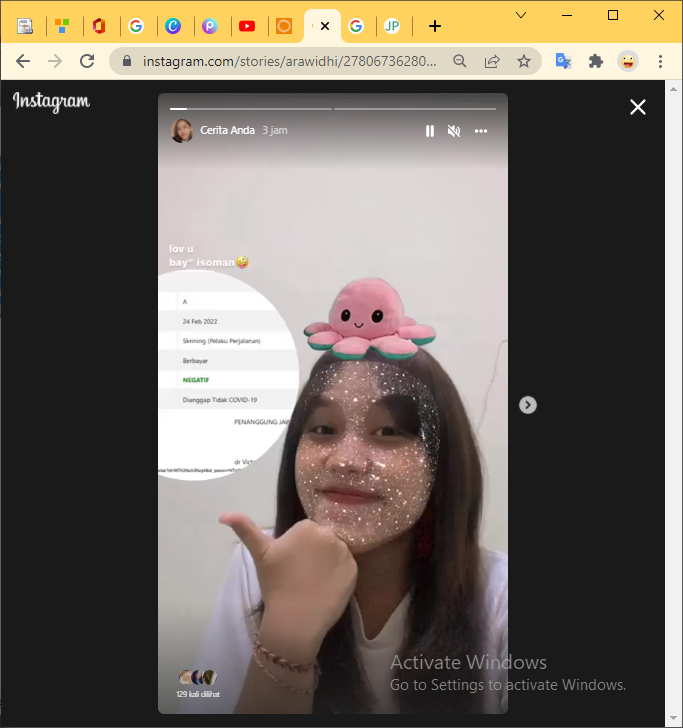 JP
instagram.com/stories/arawidhi/27806736280...
Instagram
Cerita Anda 3 jam
lov u
bay" isoman🤪
A
24 Feb 2022
Skrining (Pelaku Perjalanan)
Berbayar
NEGATIF
Dianggap Tidak COVID-19
PENANGGUNG JAW
dr Vict
129 kali dilihat
Activate Windows
Go to Settings to activate Windows.